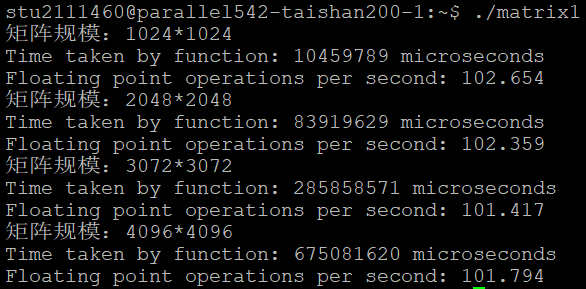 stu2111460@parallel542-taishan200-1:~$ ./matrix1
矩阵规模：1024*1024
Time taken by function: 10459789 microseconds
Floating point operations per second: 102.654
矩阵规模：2048*2048
Time taken by function: 83919629 microseconds
Floating point operations per second: 102.359
矩阵规模：3072*3072
Time taken by function: 285858571 microseconds
Floating point operations per second: 101.417
矩阵规模：4096*4096
Time taken by function: 675081620 microseconds
Floating point operations per second: 101.794